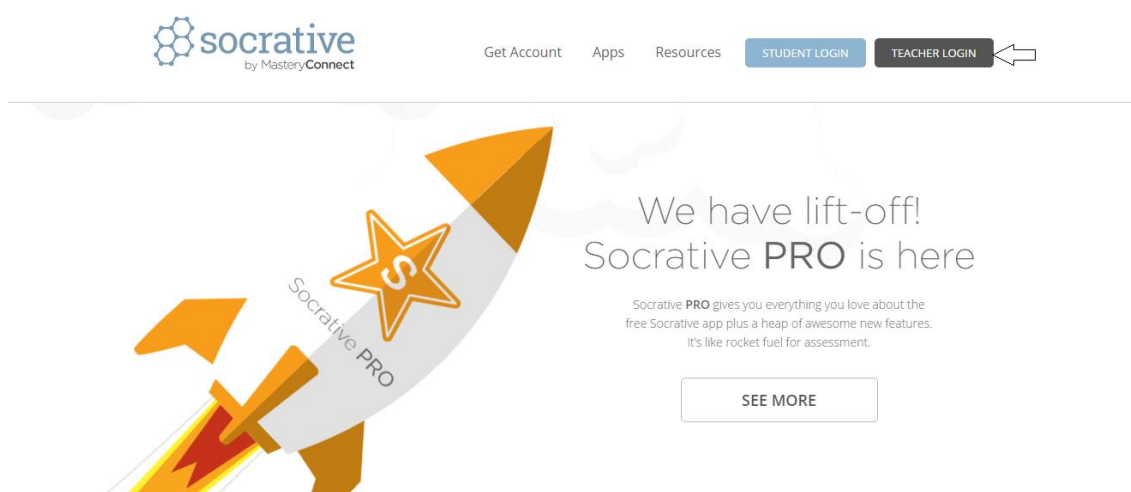 socrative
by MasteryConnect
Get Account Apps Resources STUDENT LOGIN TEACHER LOGIN
We have lift-off!
Socrative PRO is here
S
Socrative PRO
Socrative PRO gives you everything you love about the
free Socrative app plus a heap of awesome new features.
It's like rocket fuel for assessment.
SEE MORE